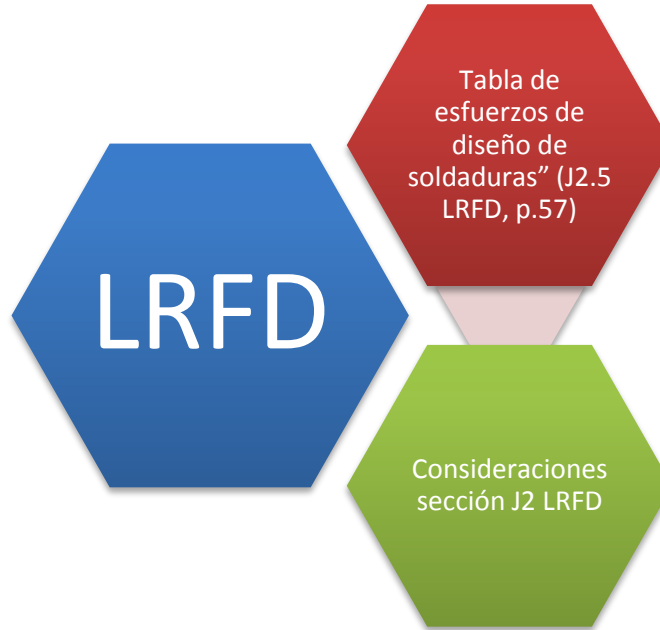 LRFD
Tabla de
esfuerzos de
diseño de
soldaduras” (J2.5
LRFD, p.57)
Consideraciones
sección J2 LRFD